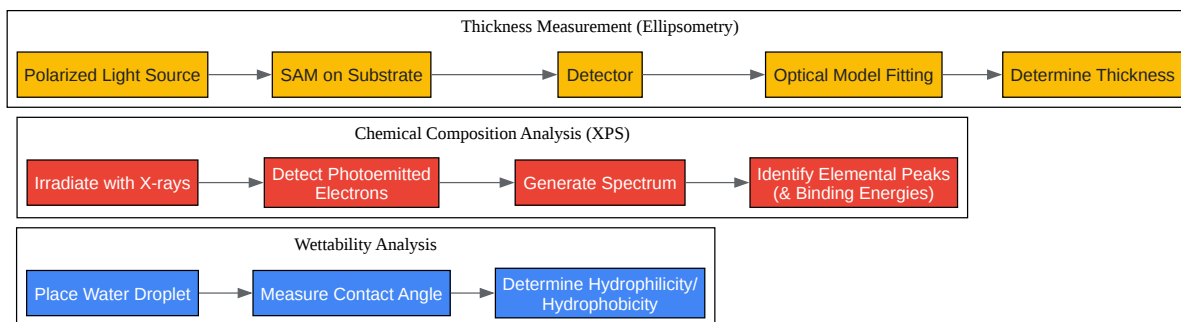 Thickness Measurement (Ellipsometry)
Polarized Light Source
SAM on Substrate
Detector
Optical Model Fitting
Determine Thickness
Chemical Composition Analysis (XPS)
Irradiate with X-rays
Detect Photoemitted
Electrons
Generate Spectrum
Identify Elemental Peaks
(& Binding Energies)
Wettability Analysis
Place Water Droplet
Measure Contact Angle
Determine Hydrophilicity/
Hydrophobicity